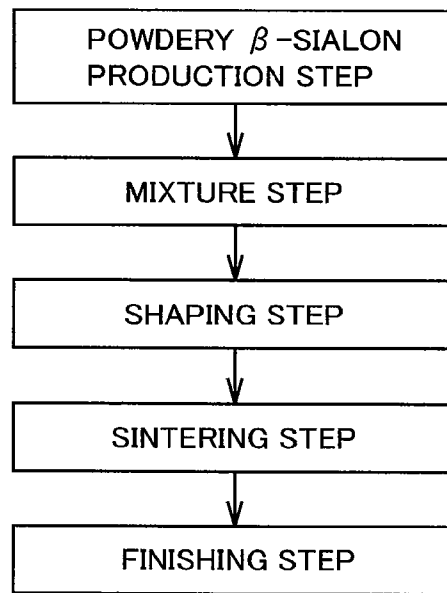 POWDERY β-SIALON
PRODUCTION STEP
MIXTURE STEP
SHAPING STEP
SINTERING STEP
FINISHING STEP